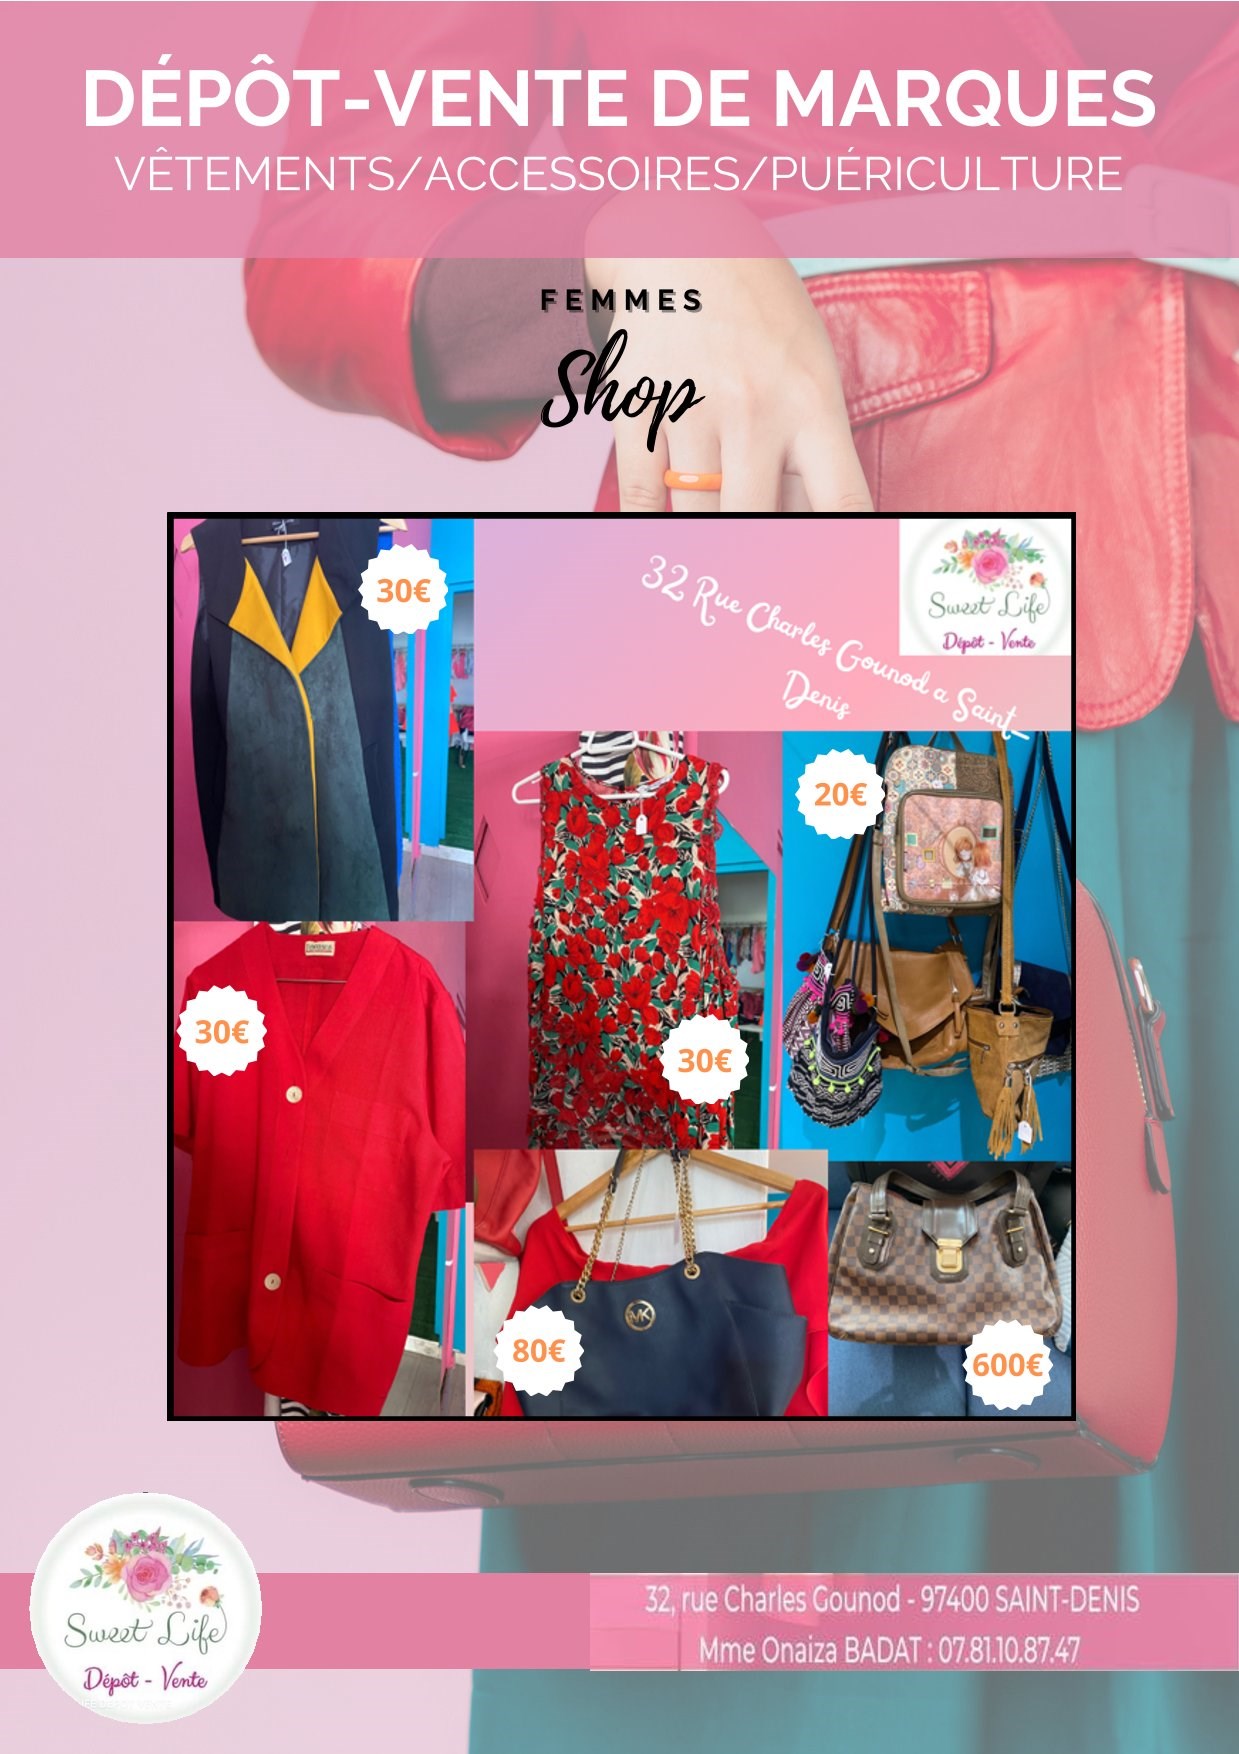 DÉPÔT-VENTE DE MARQUES
VÊTEMENTS/ACCESSOIRES/PUÉRICULTURE
FEMMES
Shop
30€
32 Rue Charles Gounod a Saint_
Denis
Sweet Life
Dépôt - Vente
20€
30€
30€
MK
80€
600€
Sweet Life
Dépôt - Vente
32, rue Charles Gounod - 97400 SAINT-DENIS
Mme Onaiza BADAT : 07.81.10.87.47